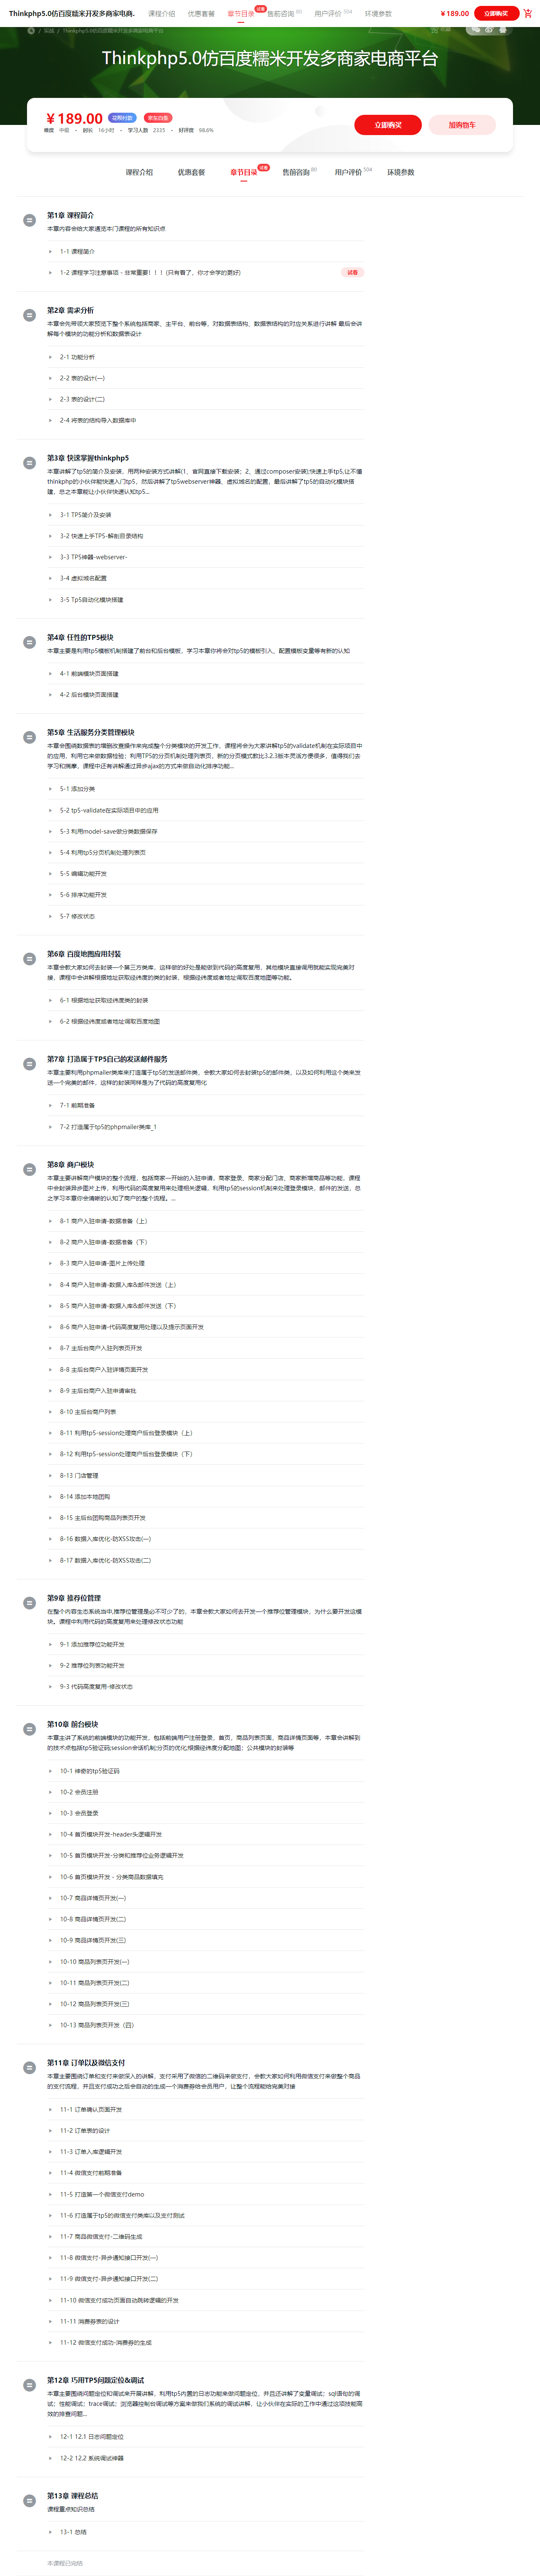 Thinkphp5.0仿百度糯米开发多商家电商.
课程介绍
优惠套餐
章节目录
试看
售前咨询 80
用户评价 504
环境参数
￥189.00
立即购买
/ 实战 / Thinkphp5.0仿百度糯米开发多商家电商平台
收藏
Thinkphp5.0仿百度糯米开发多商家电商平台
￥189.00
花呗付款
京东白条
难度 中级 · 时长 16小时 · 学习人数 2335 · 好评度 98.6%
立即购买
加购物车
课程介绍
优惠套餐
章节目录
试看
售前咨询 80
用户评价 504
环境参数
第1章 课程简介
本章内容会给大家通览本门课程的所有知识点
1-1 课程简介
1-2 课程学习注意事项 - 非常重要！！！(只有看了，你才会学的更好)
试看
第2章 需求分析
本章会先带领大家预览下整个系统包括商家、主平台、前台等，对数据表结构、数据表结构的对应关系进行讲解 最后会讲
解每个模块的功能分析和数据表设计
2-1 功能分析
2-2 表的设计(一)
2-3 表的设计(二)
2-4 将表的结构导入数据库中
第3章 快速掌握thinkphp5
本章讲解了tp5的简介及安装，用两种安装方式讲解(1，官网直接下载安装；2，通过composer安装);快速上手tp5,让不懂
thinkphp的小伙伴能快速入门tp5，然后讲解了tp5webserver神器，虚拟域名的配置，最后讲解了tp5的自动化模块搭
建，总之本章能让小伙伴快速认知tp5...
3-1 TP5简介及安装
3-2 快速上手TP5-解剖目录结构
3-3 TP5神器-webserver-
3-4 虚拟域名配置
3-5 Tp5自动化模块搭建
第4章 任性的TP5模块
本章主要是利用tp5模板机制搭建了前台和后台模板，学习本章你将会对tp5的模板引入，配置模板变量等有新的认知
4-1 前端模块页面搭建
4-2 后台模块页面搭建
第5章 生活服务分类管理模块
本章会围绕数据表的增删改查操作来完成整个分类模块的开发工作，课程将会为大家讲解tp5的validate机制在实际项目中
的应用，利用它来做数据检验；利用TP5的分页机制处理列表页，新的分页模式就比3.2.3版本灵活方便很多，值得我们去
学习和揣摩，课程中还有讲解通过异步ajax的方式来做自动化排序功能...
5-1 添加分类
5-2 tp5-validate在实际项目中的应用
5-3 利用model-save做分类数据保存
5-4 利用tp5分页机制处理列表页
5-5 编辑功能开发
5-6 排序功能开发
5-7 修改状态
第6章 百度地图应用封装
本章会教大家如何去封装一个第三方类库，这样做的好处是能做到代码的高度复用，其他模块直接调用就能实现完美对
接，课程中会讲解根据地址获取经纬度的类的封装，根据经纬度或者地址调取百度地图等功能。
6-1 根据地址获取经纬度类的封装
6-2 根据经纬度或者地址调取百度地图
第7章 打造属于TP5自己的发送邮件服务
本章主要利用phpmailer类库来打造属于tp5的发送邮件类，会教大家如何去封装tp5的邮件类，以及如何利用这个类来发
送一个完美的邮件，这样的封装同样是为了代码的高度复用化
7-1 前期准备
7-2 打造属于tp5的phpmailer类库_1
第8章 商户模块
本章主要讲解商户模块的整个流程，包括商家一开始的入驻申请，商家登录、商家分配门店、商家新增商品等功能，课程
中会封装异步图片上传，利用代码的高度复用来处理相关逻辑，利用tp5的session机制来处理登录模块，邮件的发送，总
之学习本章你会清晰的认知了商户的整个流程。...
8-1 商户入驻申请-数据准备（上）
8-2 商户入驻申请-数据准备（下）
8-3 商户入驻申请-图片上传处理
8-4 商户入驻申请-数据入库&邮件发送（上）
8-5 商户入驻申请-数据入库&邮件发送（下）
8-6 商户入驻申请-代码高度复用处理以及提示页面开发
8-7 主后台商户入驻列表页开发
8-8 主后台商户入驻详情页面开发
8-9 主后台商户入驻申请审批
8-10 主后台商户列表
8-11 利用tp5-session处理商户后台登录模块（上）
8-12 利用tp5-session处理商户后台登录模块（下）
8-13 门店管理
8-14 添加本地团购
8-15 主后台团购商品列表页开发
8-16 数据入库优化-防XSS攻击(一)
8-17 数据入库优化-防XSS攻击(二)
第9章 推荐位管理
在整个内容生态系统当中,推荐位管理是必不可少了的，本章会教大家如何去开发一个推荐位管理模块，为什么要开发这模
块。课程中利用代码的高度复用来处理修改状态功能
9-1 添加推荐位功能开发
9-2 推荐位列表功能开发
9-3 代码高度复用-修改状态
第10章 前台模块
本章主讲了系统的前端模块的功能开发，包括前端用户注册登录，首页，商品列表页面，商品详情页面等，本章会讲解到
的技术点包括tp5验证码;session会话机制;分页的优化;根据经纬度分配地图；公共模块的封装等
10-1 神奇的tp5验证码
10-2 会员注册
10-3 会员登录
10-4 首页模块开发-header头逻辑开发
10-5 首页模块开发-分类和推荐位业务逻辑开发
10-6 首页模块开发 - 分类商品数据填充
10-7 商品详情页开发(一)
10-8 商品详情页开发(二)
10-9 商品详情页开发(三)
10-10 商品列表页开发(一)
10-11 商品列表页开发(二)
10-12 商品列表页开发(三)
10-13 商品列表页开发（四）
第11章 订单以及微信支付
本章主要围绕订单和支付来做深入的讲解，支付采用了微信的二维码来做支付，会教大家如何利用微信支付来做整个商品
的支付流程，并且支付成功之后会自动的生成一个消费券给会员用户，让整个流程能给完美对接
11-1 订单确认页面开发
11-2 订单表的设计
11-3 订单入库逻辑开发
11-4 微信支付前期准备
11-5 打造第一个微信支付demo
11-6 打造属于tp5的微信支付类库以及支付测试
11-7 商品微信支付-二维码生成
11-8 微信支付-异步通知接口开发(一)
11-9 微信支付-异步通知接口开发(二)
11-10 微信支付成功页面自动跳转逻辑的开发
11-11 消费券表的设计
11-12 微信支付成功-消费券的生成
第12章 巧用TP5问题定位&调试
本章主要围绕问题定位和调试来开展讲解，利用tp5内置的日志功能来做问题定位，并且还讲解了变量调试；sql语句的调
试；性能调试；trace调试；浏览器控制台调试等方案来做我们系统的调试讲解，让小伙伴在实际的工作中通过这项技能高
效的排查问题...
12-1 12.1 日志问题定位
12-2 12.2 系统调试神器
第13章 课程总结
课程重点知识总结
13-1 总结
本课程已完结